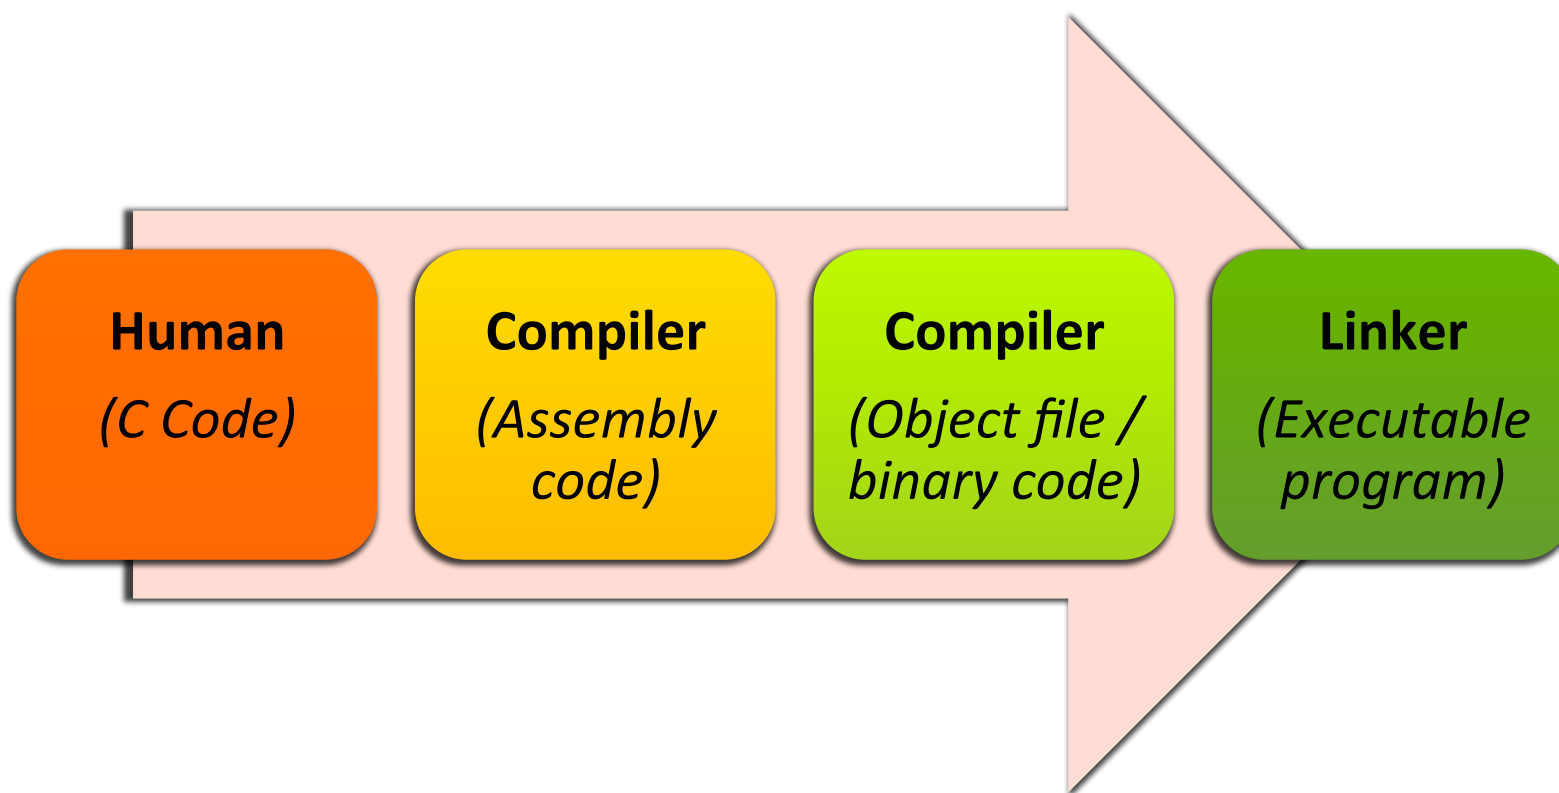 Human
(C Code)
Compiler
(Assembly
code)
Compiler
(Object file /
binary code)
Linker
(Executable
program)